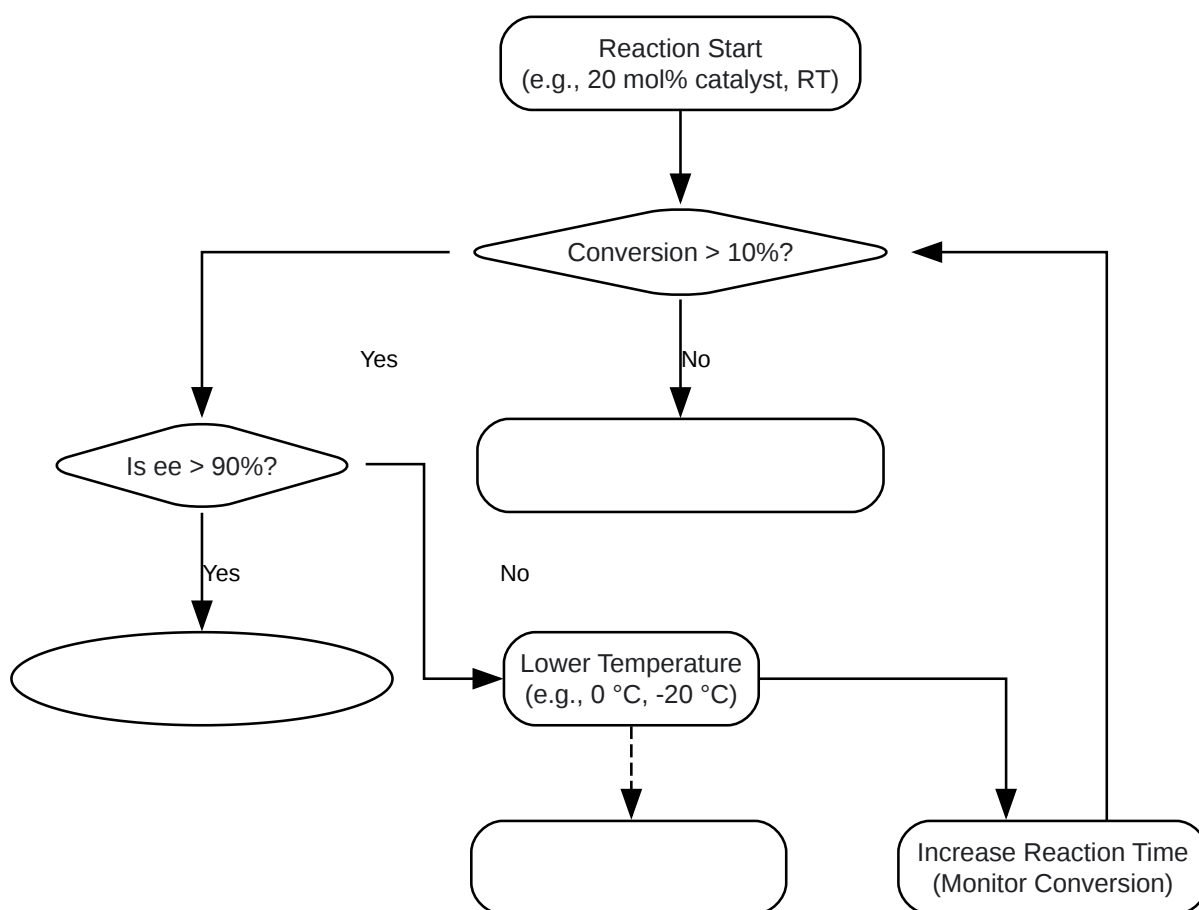 Reaction Start
(e.g., 20 mol% catalyst, RT)
Conversion > 10%?
Yes
No
Is ee > 90%?
Yes
No
Lower Temperature
(e.g., 0 °C, -20 °C)
Increase Reaction Time
(Monitor Conversion)